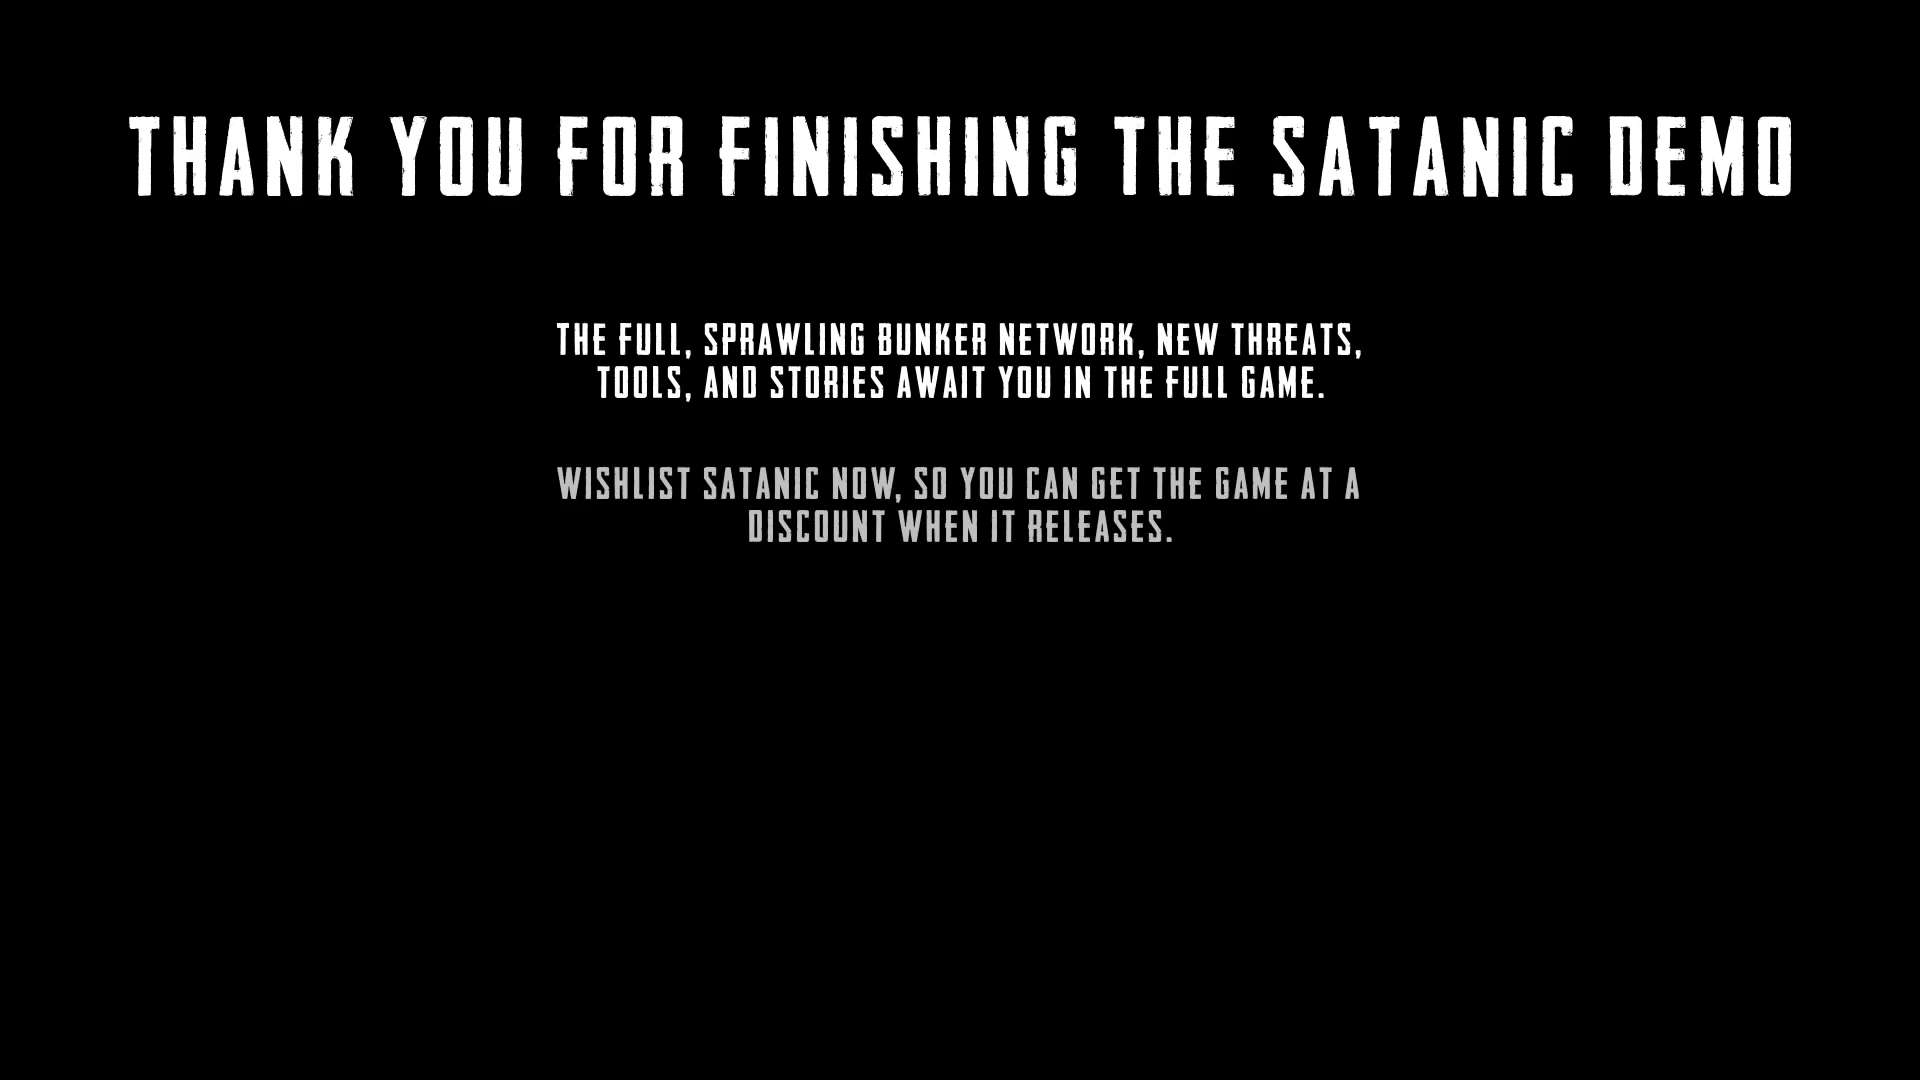 THANK YOU FOR FINISHING THE SATANIC DEMO
THE FULL, SPRAWLING BUNKER NETWORK, NEW THREATS,
TOOLS, AND STORIES AWAIT YOU IN THE FULL GAME.
WISHLIST SATANIC NOW, SO YOU CAN GET THE GAME AT A
DISCOUNT WHEN IT RELEASES.